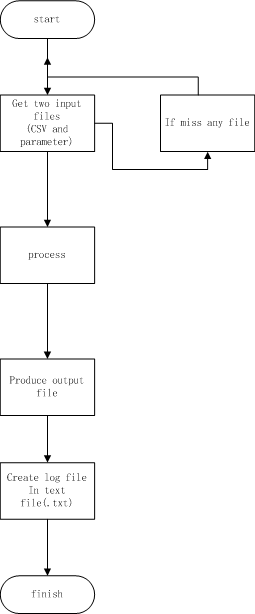 start
Get two input
files
(CSV and
parameter)
If miss any file
process
Produce output
file
Create log file
In text
file(.txt)
finish